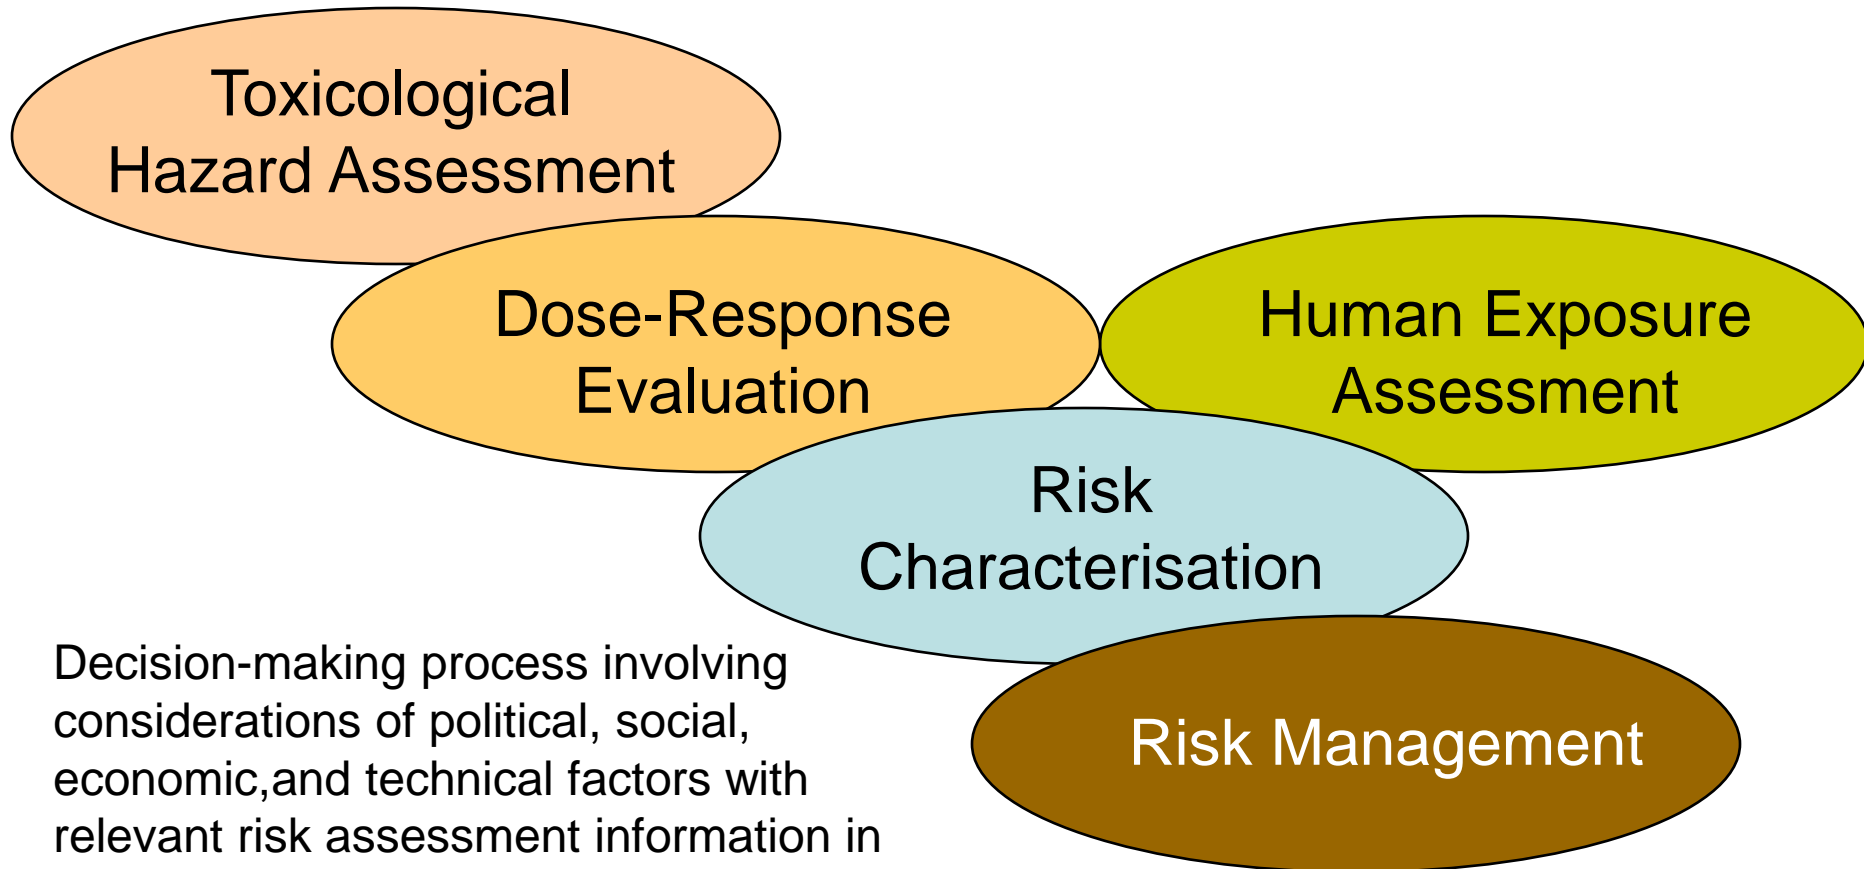 Toxicological
Hazard Assessment
Dose-Response
Evaluation
Human Exposure
Assessment
Risk
Characterisation
Risk Management
Decision-making process involving
considerations of political, social,
economic,and technical factors with
relevant risk assessment information in